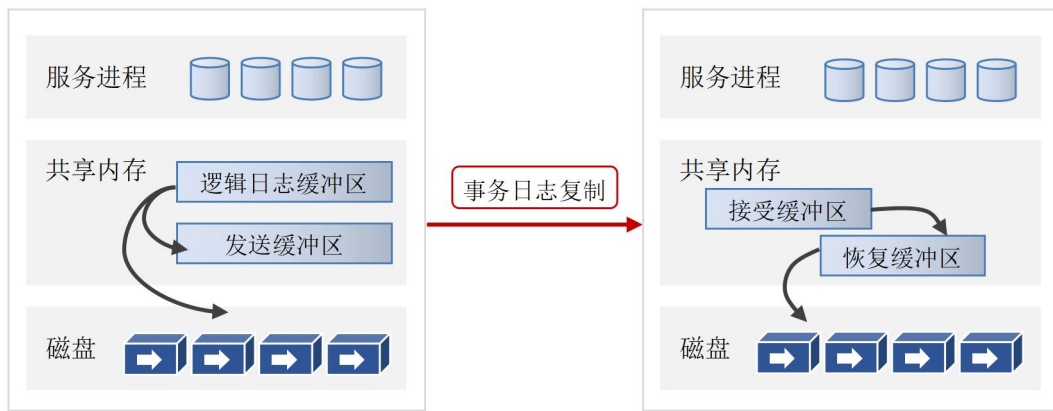 服务进程
共享内存
逻辑日志缓冲区
发送缓冲区
磁盘
事务日志复制
服务进程
共享内存
接受缓冲区
恢复缓冲区
磁盘